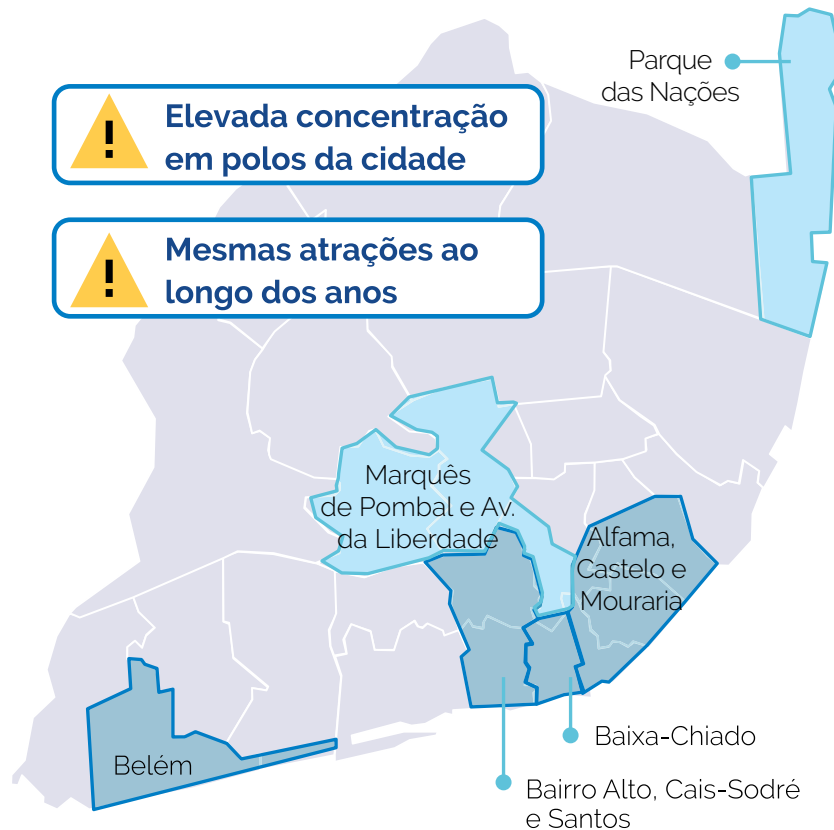 Parque
das Nações
!
Elevada concentração
em polos da cidade
!
Mesmas atrações ao
longo dos anos
Marquês
de Pombal e Av.
da Liberdade
Alfama,
Castelo e
Mouraria
Baixa-Chiado
Belém
Bairro Alto, Cais-Sodré
e Santos